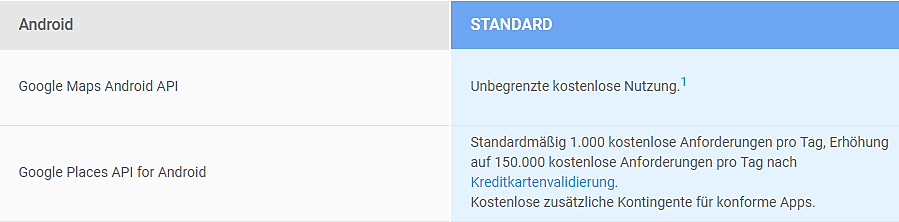 Android STANDARD
Google Maps Android API Unbegrenzte kostenlose Nutzung.1
Standardmäßig 1.000 kostenlose Anforderungen pro Tag, Erhöhung
auf 150.000 kostenlose Anforderungen pro Tag nach
Google Places API for Android
Kreditkartenvalidierung.
Kostenlose zusätzliche Kontingente für konforme Apps.